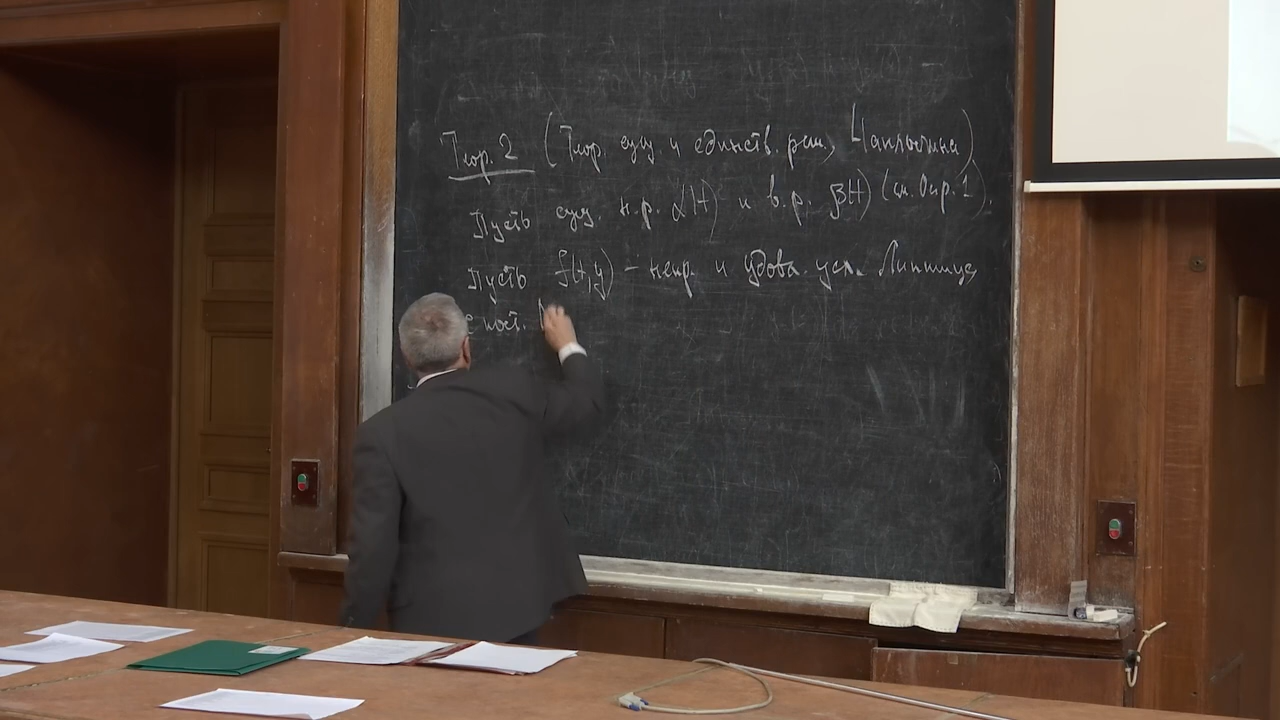 Теор. 2 (Теор. сущ. и единств. реш., Чаплыгина)
Пусть сущ. н.р. α(t) и в.р. β(t) (см. Опр. 1).
Пусть f(t,y) – непр. и удовл. усл. Липшица
с пост.